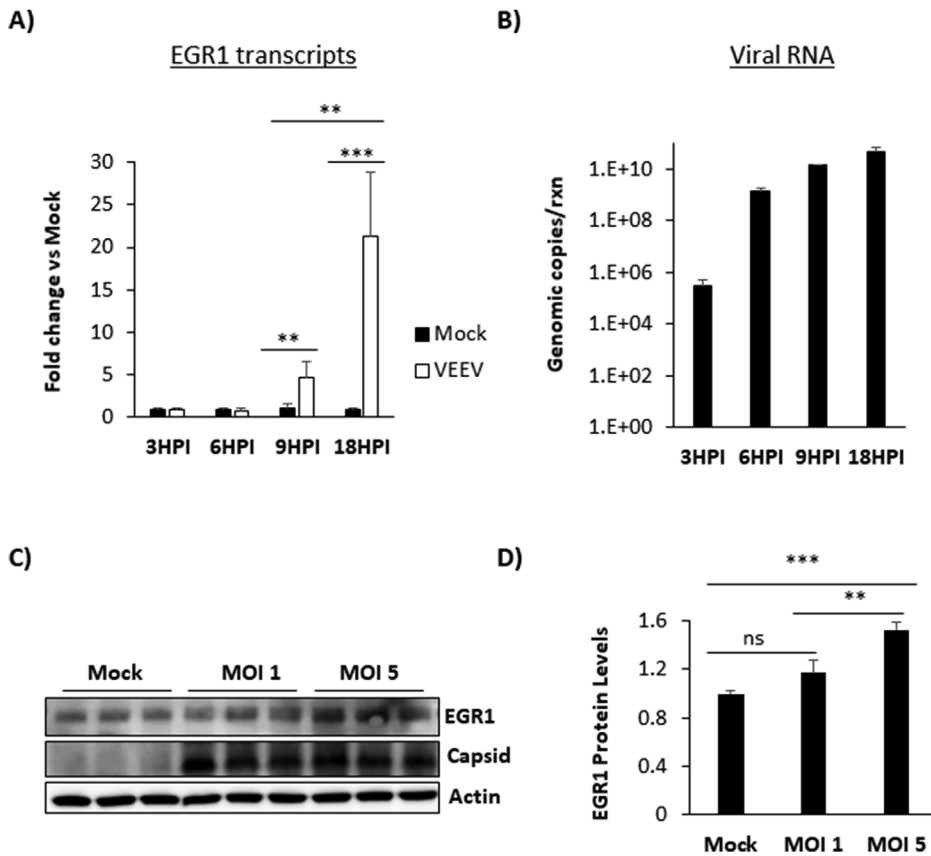 A)
EGR1 transcripts
**
***
**
Fold change vs Mock
30
25
20
15
10
5
0
3HPI 6HPI 9HPI 18HPI
Mock
VEEV
B)
Viral RNA
Genomic copies/rxn
1.E+10
1.E+08
1.E+06
1.E+04
1.E+02
1.E+00
3HPI 6HPI 9HPI 18HPI
C)
Mock MOI 1 MOI 5
EGR1
Capsid
Actin
D)
***
**
ns
EGR1 Protein Levels
1.6
1.2
0.8
0.4
0
Mock MOI 1 MOI 5